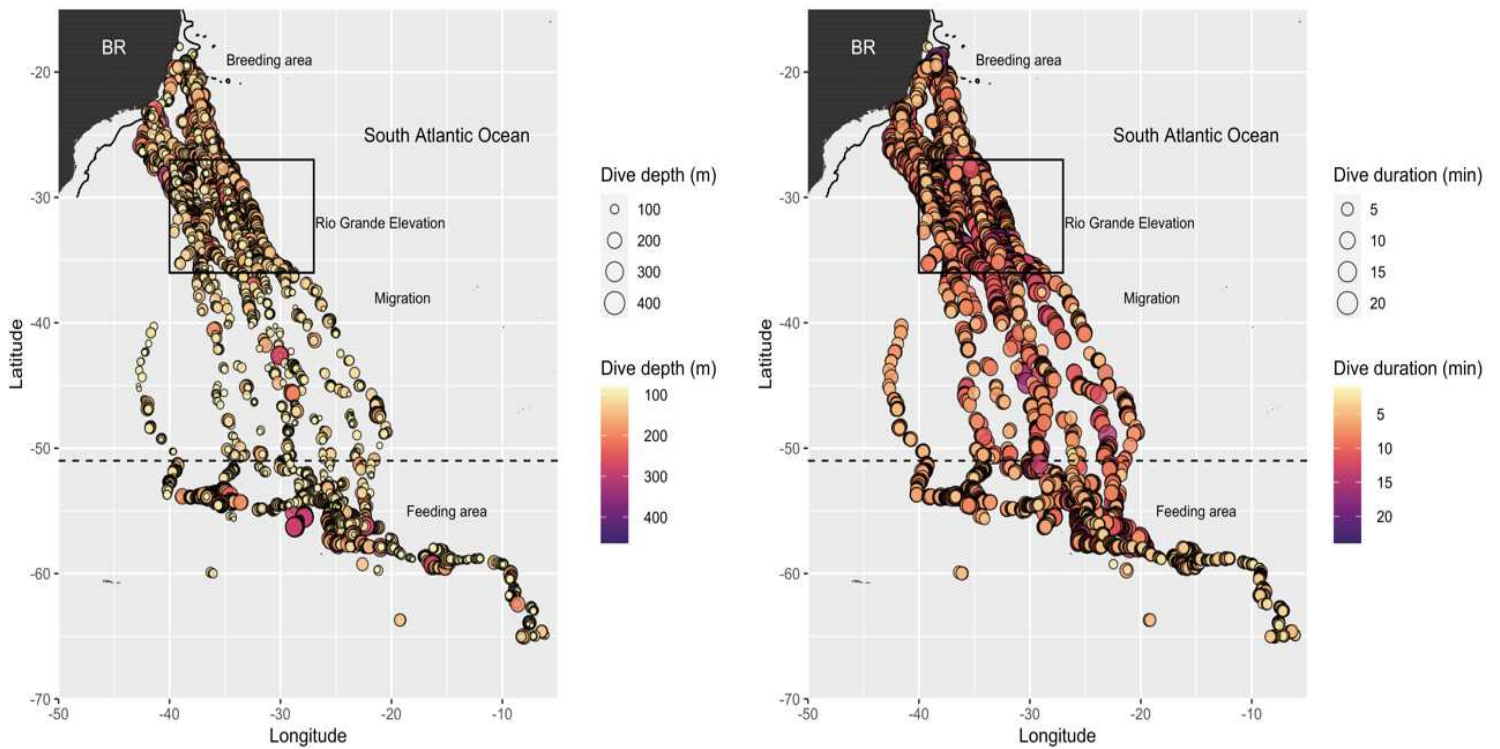 BR
Breeding area
South Atlantic Ocean
Rio Grande Elevation
Migration
Feeding area
-20
-30
-40
-50
-60
-70
Latitude
-50
-40
-30
-20
-10
Longitude
Dive depth (m)
100
200
300
400
Dive depth (m)
100
200
300
400
BR
Breeding area
South Atlantic Ocean
Rio Grande Elevation
Migration
Feeding area
-20
-30
-40
-50
-60
-70
Latitude
-50
-40
-30
-20
-10
Longitude
Dive duration (min)
5
10
15
20
Dive duration (min)
5
10
15
20